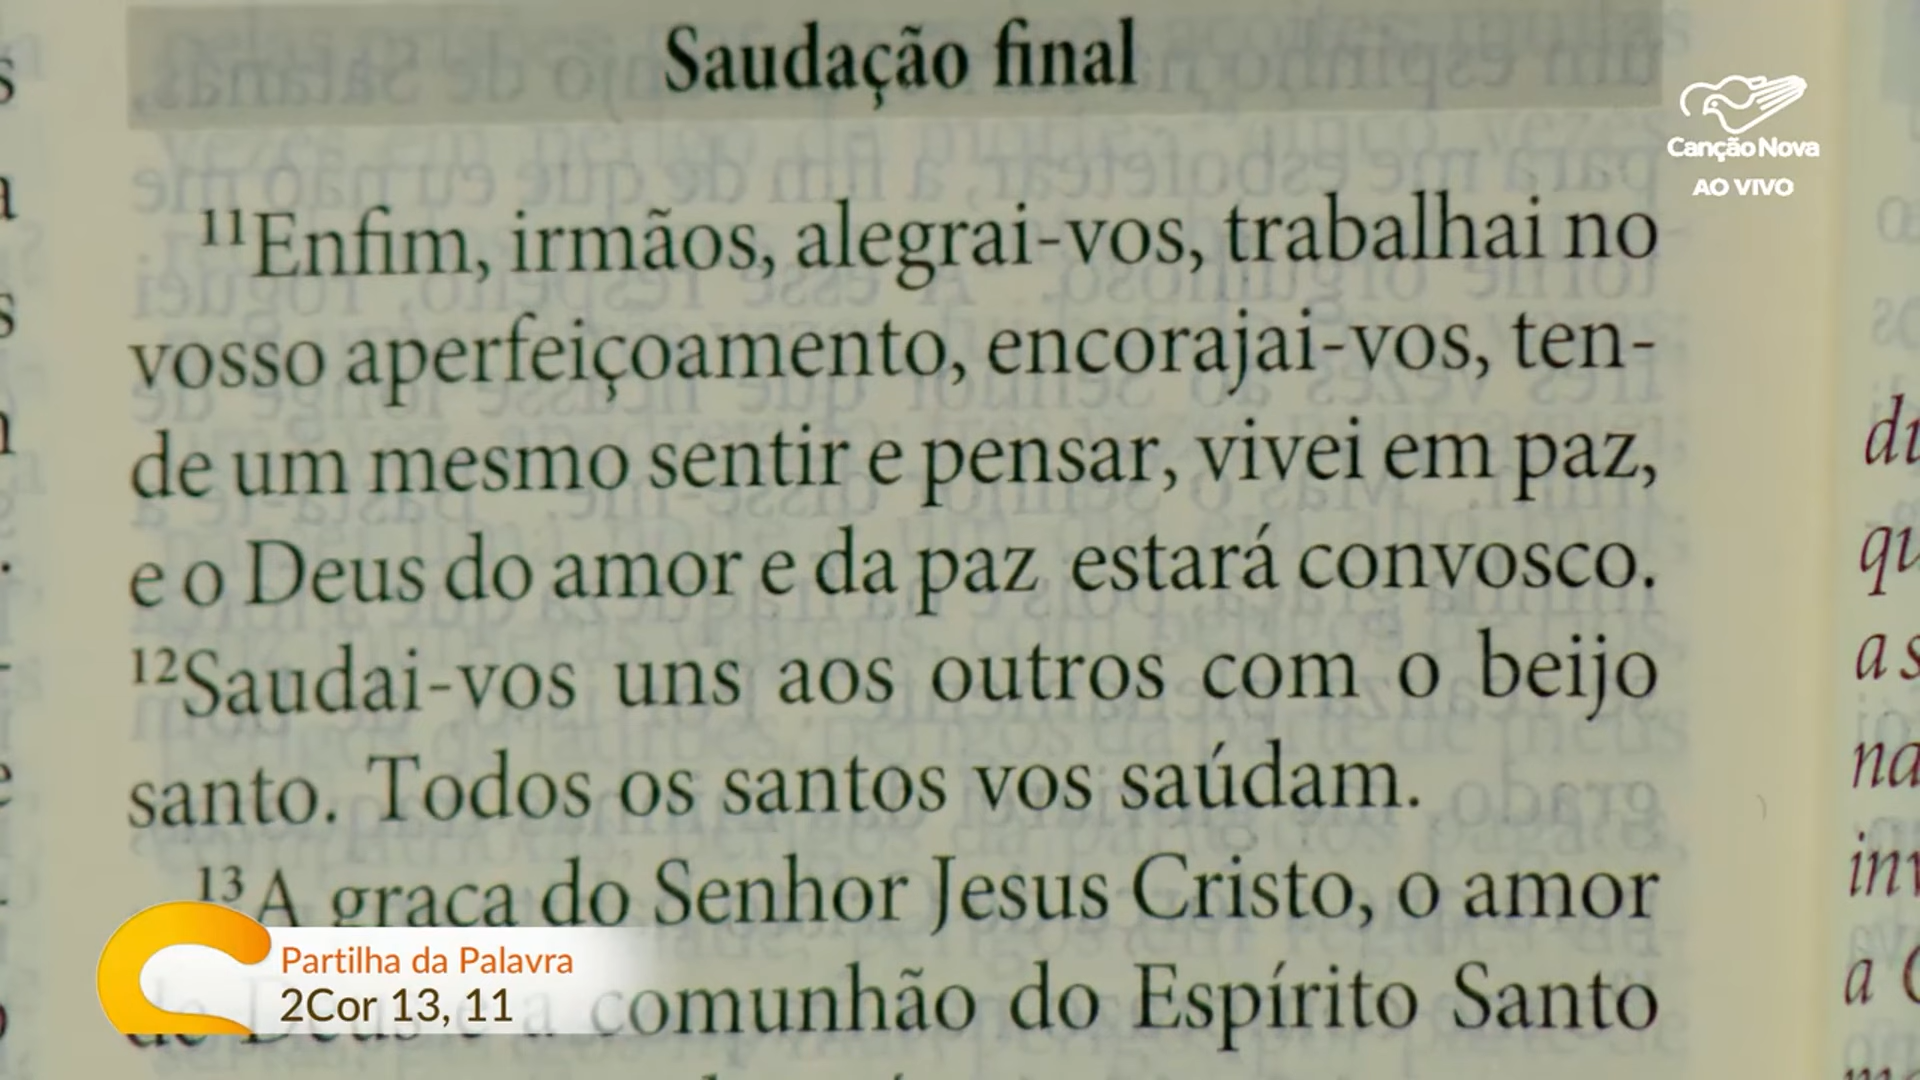 Saudação final
Canção Nova
AO VIVO
¹¹Enfim, irmãos, alegrai-vos, trabalhai no
vosso aperfeiçoamento, encorajai-vos, ten-
de um mesmo sentir e pensar, vivei em paz,
e o Deus do amor e da paz estará convosco.
¹²Saudai-vos uns aos outros com o beijo
santo. Todos os santos vos saúdam.
¹³A graça do Senhor Jesus Cristo, o amor
de Deus e a comunhão do Espírito Santo
Partilha da Palavra
2Cor 13, 11